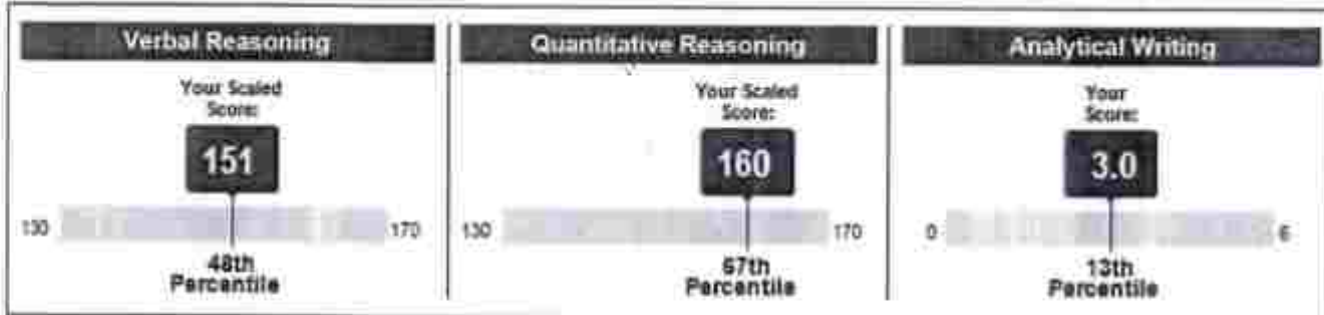 Verbal Reasoning
Your Scaled
Score:
151
130
170
48th
Percentile
Quantitative Reasoning
Your Scaled
Score:
160
130
170
67th
Percentile
Analytical Writing
Your
Score:
3.0
0
6
13th
Percentile